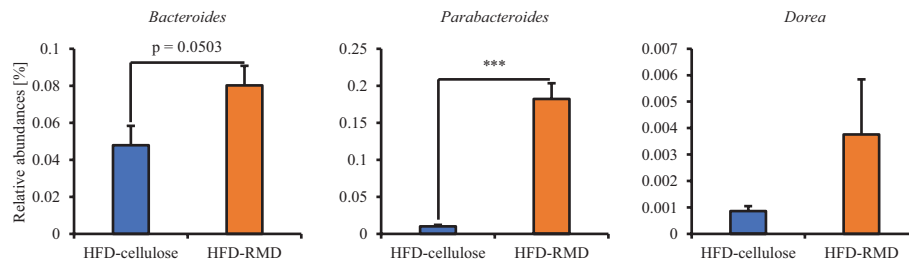 Bacteroides
Parabacteroides
Dorea
Relative abundances [%]
0.1
0.08
0.06
0.04
0.02
0
p = 0.0503
HFD-cellulose
HFD-RMD
0.25
0.2
0.15
0.1
0.05
0
***
HFD-cellulose
HFD-RMD
0.007
0.006
0.005
0.004
0.003
0.002
0.001
0
HFD-cellulose
HFD-RMD